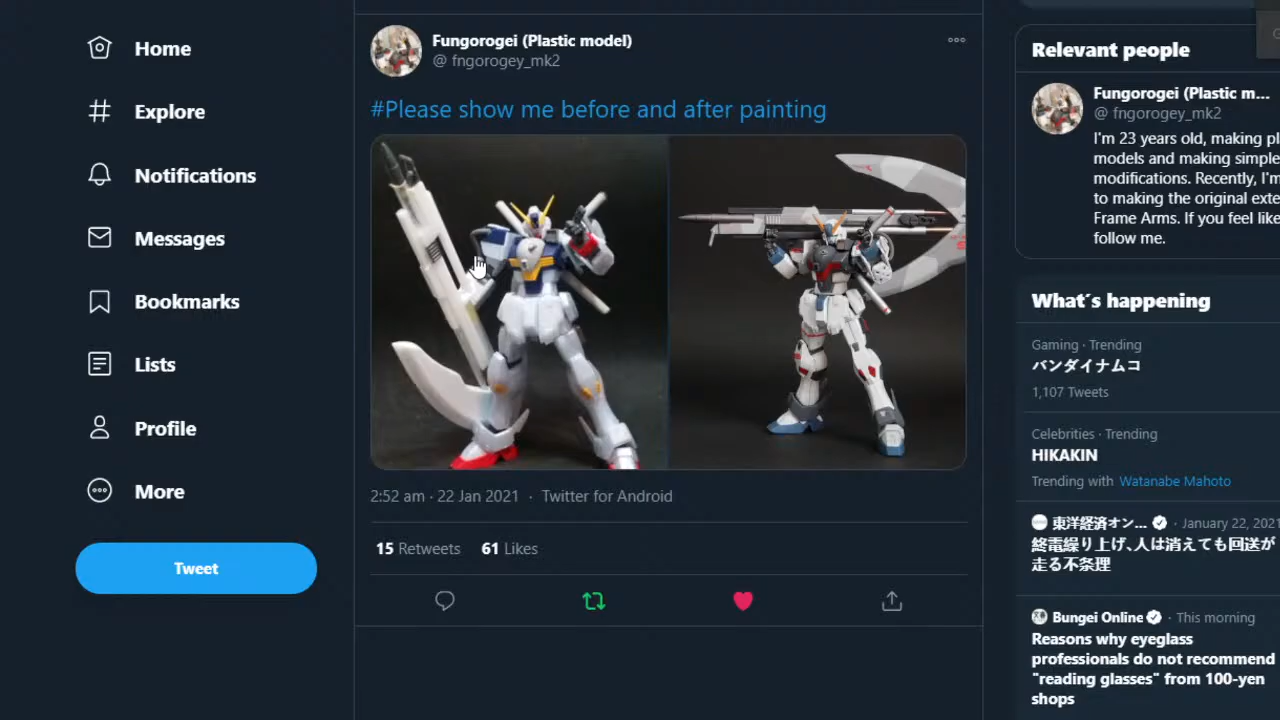 Home
Explore
Notifications
Messages
Bookmarks
Lists
Profile
More
Tweet
Fungorogei (Plastic model)
@ fngorogey_mk2
#Please show me before and after painting
2:52 am · 22 Jan 2021 · Twitter for Android
15 Retweets 61 Likes
Relevant people
Fungorogei (Plastic m...
@ fngorogey_mk2
I'm 23 years old, making pl
models and making simple
modifications. Recently, I'm
to making the original exte
Frame Arms. If you feel like
follow me.
What's happening
Gaming · Trending
バンダイナムコ
1,107 Tweets
Celebrities · Trending
HIKAKIN
Trending with Watanabe Mahoto
東洋経済オン... · January 22, 2021
終電繰り上げ、人は消えても回送が
走る不条理
Bungei Online · This morning
Reasons why eyeglass
professionals do not recommend
"reading glasses" from 100-yen
shops